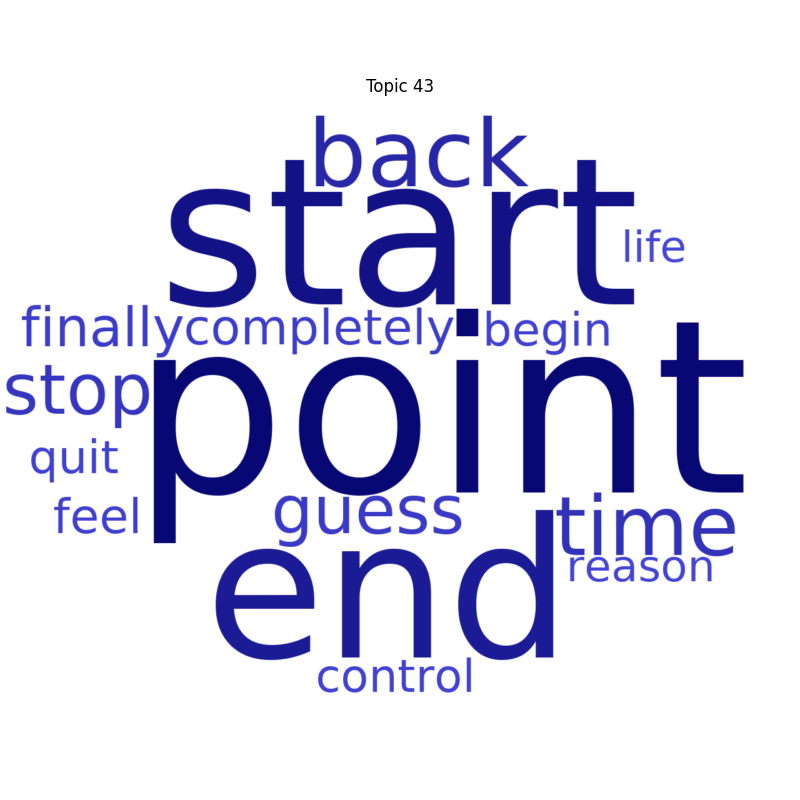 Topic 43
back
start
life
finally completely begin
point
stop
quit
feel guess time
reason
end
control